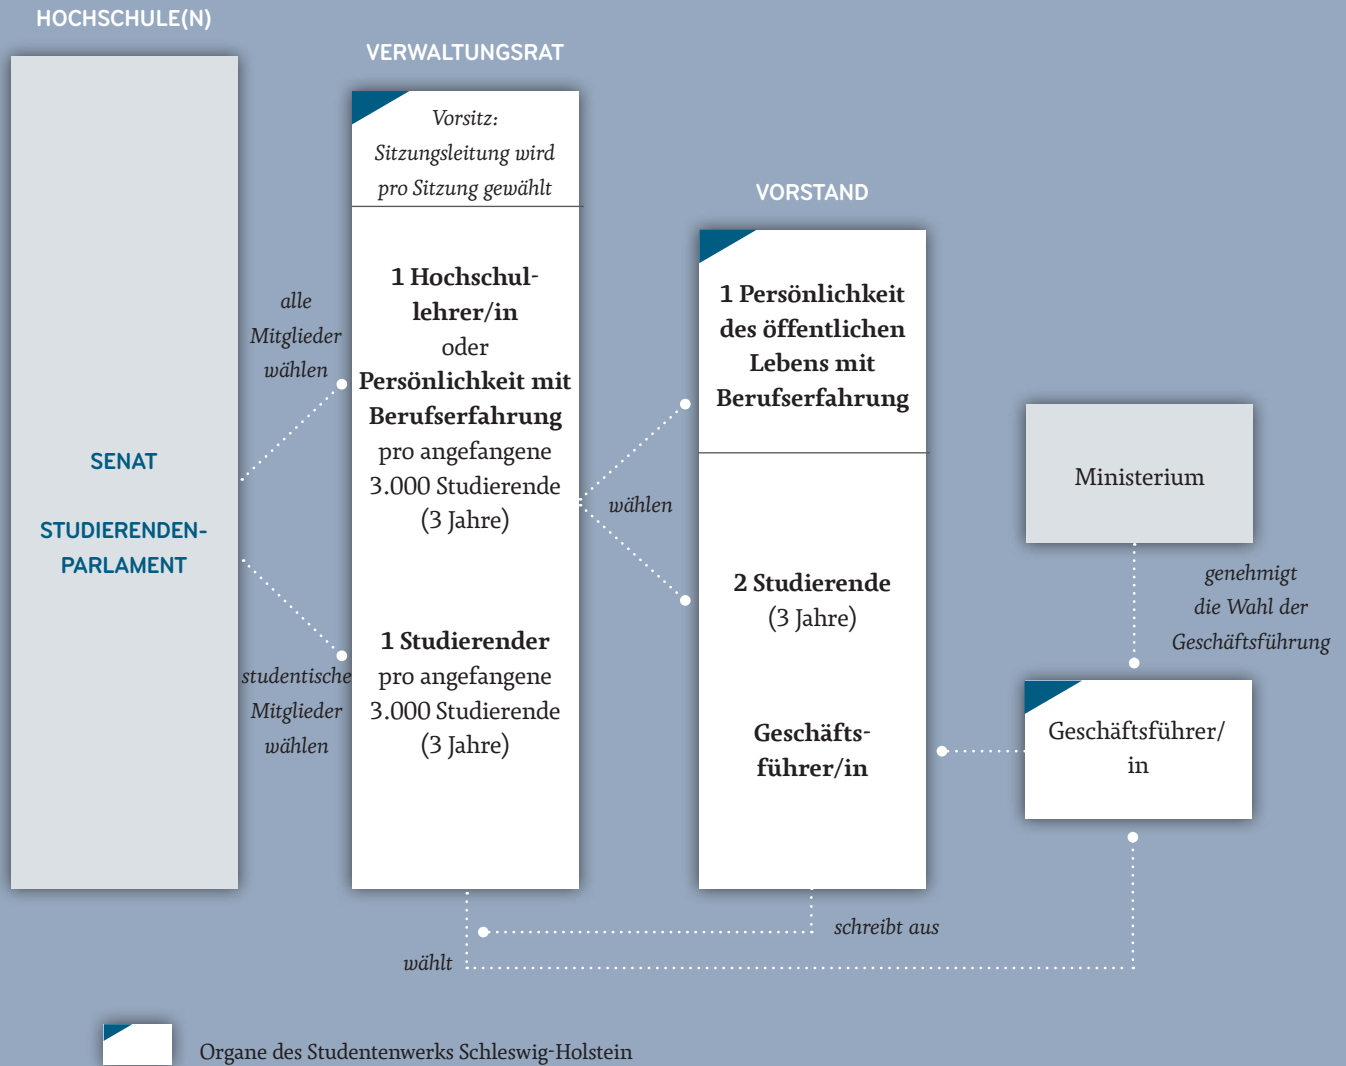 HOCHSCHULE(N)
SENAT
STUDIERENDEN-
PARLAMENT
alle
Mitglieder
wählen
studentische
Mitglieder
wählen
VERWALTUNGSRAT
Vorsitz:
Sitzungsleitung wird
pro Sitzung gewählt
1 Hochschul-
lehrer/in
oder
Persönlichkeit mit
Berufserfahrung
pro angefangene
3.000 Studierende
(3 Jahre)
1 Studierender
pro angefangene
3.000 Studierende
(3 Jahre)
wählen
VORSTAND
1 Persönlichkeit
des öffentlichen
Lebens mit
Berufserfahrung
2 Studierende
(3 Jahre)
Geschäfts-
führer/in
Ministerium
genehmigt
die Wahl der
Geschäftsführung
Geschäftsführer/
in
schreibt aus
wählt
Organe des Studentenwerks Schleswig-Holstein